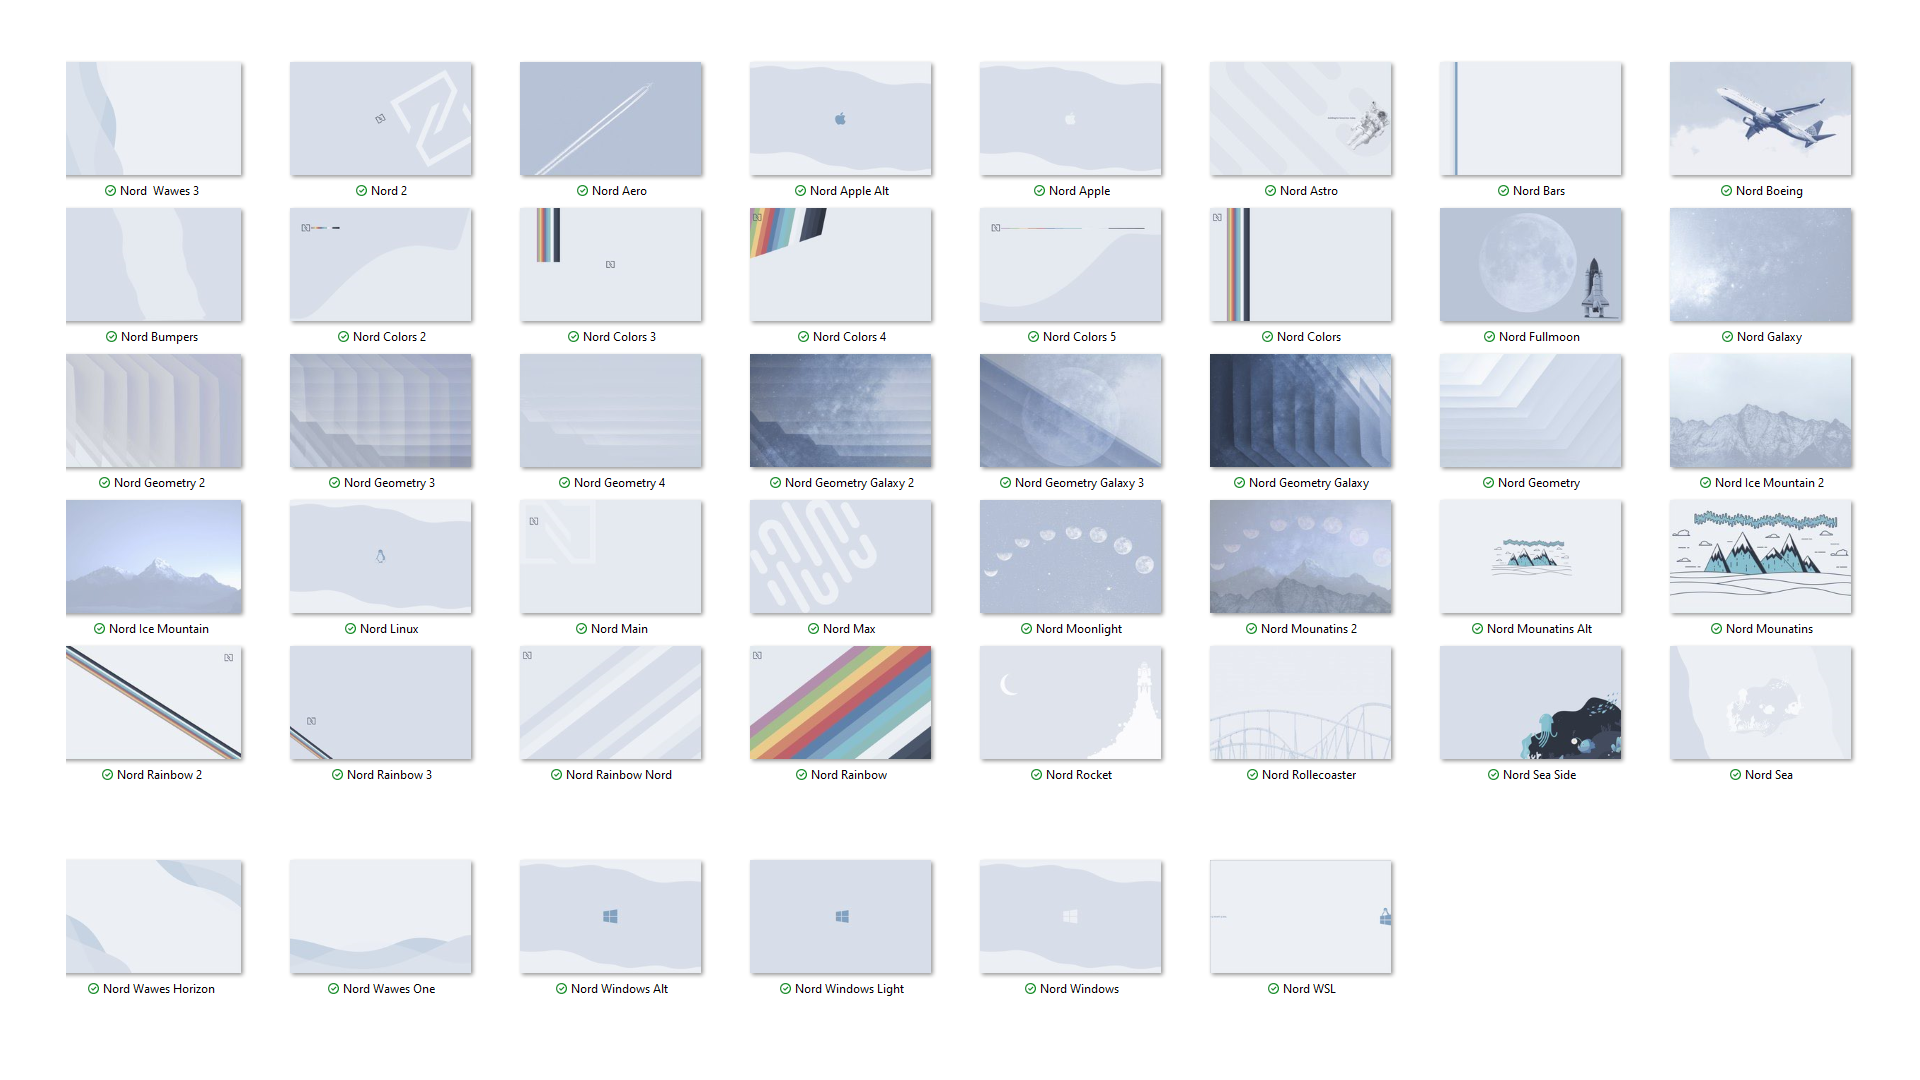 Nord  Wawes 3
Nord 2
Nord Aero
Nord Apple Alt
Nord Apple
Nord Astro
Nord Bars
Nord Boeing
Nord Bumpers
Nord Colors 2
Nord Colors 3
Nord Colors 4
Nord Colors 5
Nord Colors
Nord Fullmoon
Nord Galaxy
Nord Geometry 2
Nord Geometry 3
Nord Geometry 4
Nord Geometry Galaxy 2
Nord Geometry Galaxy 3
Nord Geometry Galaxy
Nord Geometry
Nord Ice Mountain 2
Nord Ice Mountain
Nord Linux
Nord Main
Nord Max
Nord Moonlight
Nord Mounatins 2
Nord Mounatins Alt
Nord Mounatins
Nord Rainbow 2
Nord Rainbow 3
Nord Rainbow Nord
Nord Rainbow
Nord Rocket
Nord Rollecoaster
Nord Sea Side
Nord Sea
Nord Wawes Horizon
Nord Wawes One
Nord Windows Alt
Nord Windows Light
Nord Windows
Nord WSL